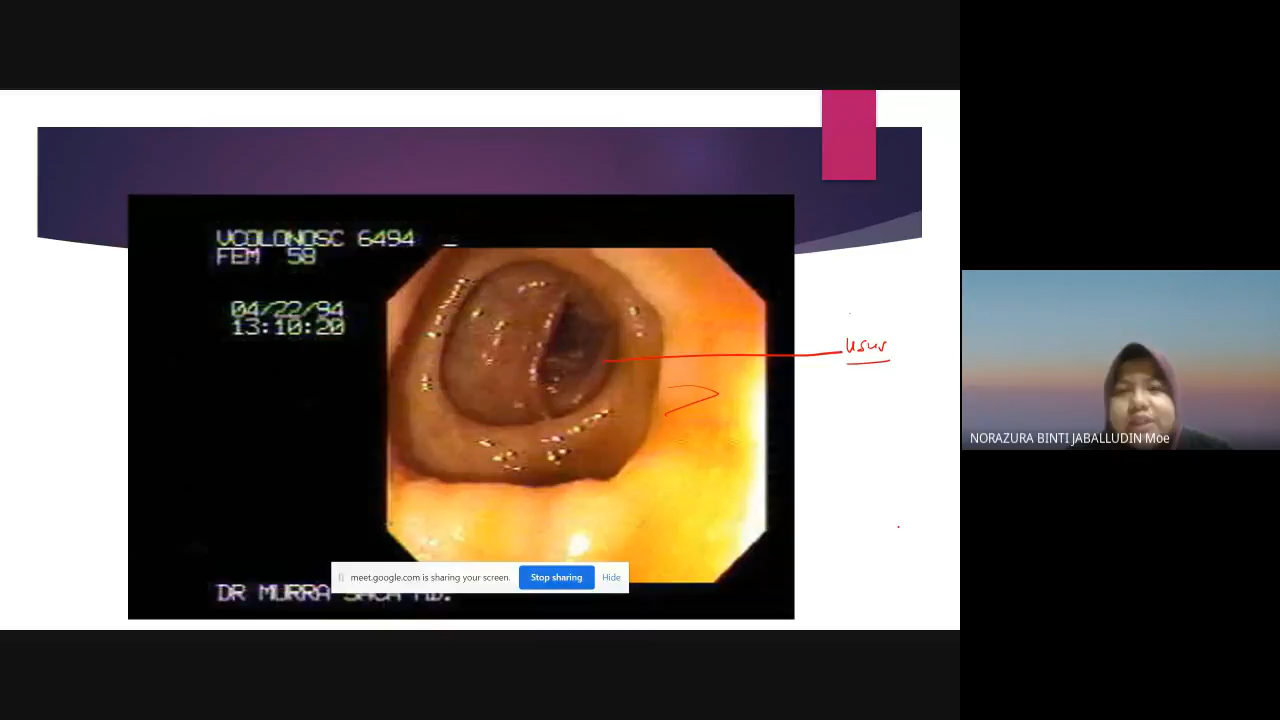 VCOLONOSC 6494 _
FEM 58
04/22/94
13:10:20
usus
NORAZURA BINTI JABALLUDIN Moe
meet.google.com is sharing your screen. Stop sharing Hide
DR MURRA